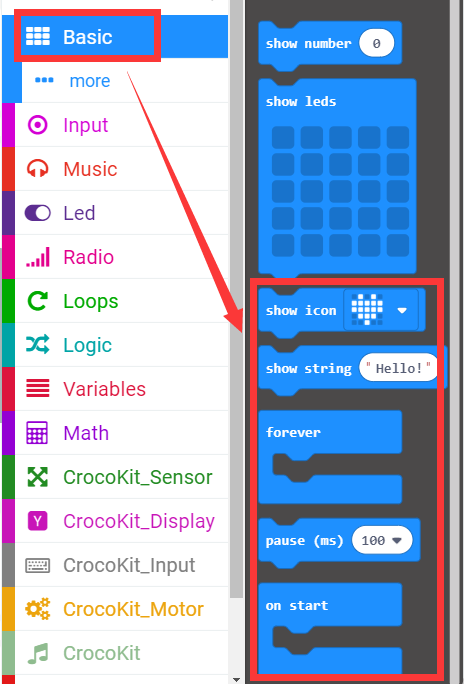 Basic
more
Input
Music
Led
Radio
Loops
Logic
Variables
Math
CrocoKit_Sensor
CrocoKit_Display
Y
CrocoKit_Input
CrocoKit_Motor
CrocoKit
show number 0
show leds
show icon
show string "Hello!"
forever
pause (ms) 100
on start